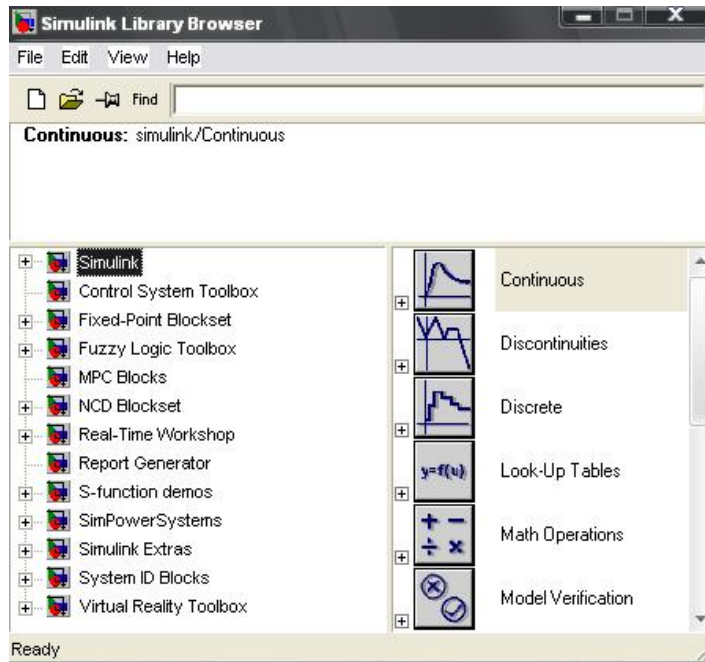 Simulink Library Browser
File Edit View Help
Find
Continuous: simulink/Continuous
Simulink
Control System Toolbox
Fixed-Point Blockset
Fuzzy Logic Toolbox
MPC Blocks
NCD Blockset
Real-Time Workshop
Report Generator
S-function demos
SimPowerSystems
Simulink Extras
System ID Blocks
Virtual Reality Toolbox
Continuous
Discontinuities
Discrete
y=f(u)
Look-Up Tables
Math Operations
Model Verification
Ready